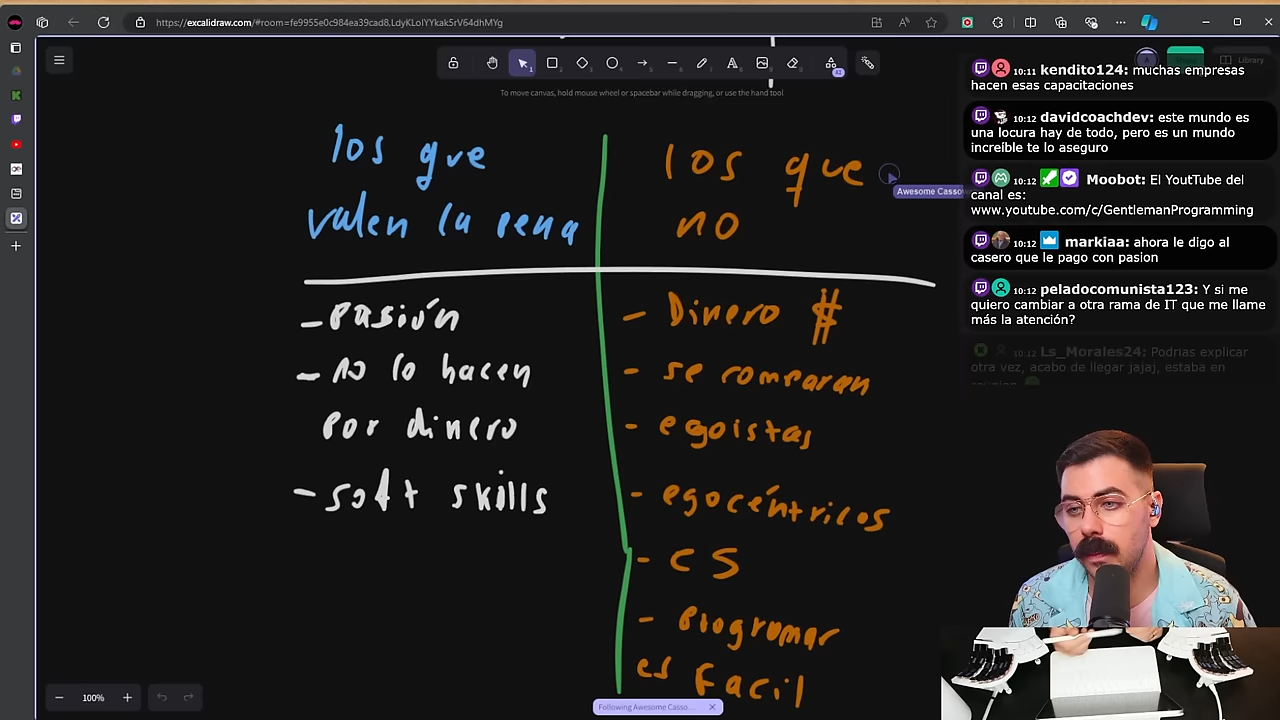 https://excalidraw.com/#room=fe9955e0c984ea39cad8.LdyKLolYYkak5rV64dhMYg
To move canvas, hold mouse wheel or spacebar while dragging, or use the hand tool
Library
los que
valen la pena
los que
no
Awesome Casso
- Pasión
- no lo hacen
por dinero
- soft skills
- Dinero $
- se comparan
- egoistas
- egocéntricos
- CS
- Programar
es facil
10:11 kendito124: muchas empresas
hacen esas capacitaciones
10:12 davidcoachdev: este mundo es
una locura hay de todo, pero es un mundo
increíble te lo aseguro
10:12 Moobot: El YoutTube del
canal es:
www.youtube.com/c/GentlemanProgramming
10:12 markiaa: ahora le digo al
casero que le pago con pasion
10:12 peladocomunista123: Y si me
quiero cambiar a otra rama de IT que me llame
más la atención?
10:12 Ls_Morales24: Podrias explicar
otra vez, acabo de llegar jajaj, estaba en
100%
Following Awesome Casso...